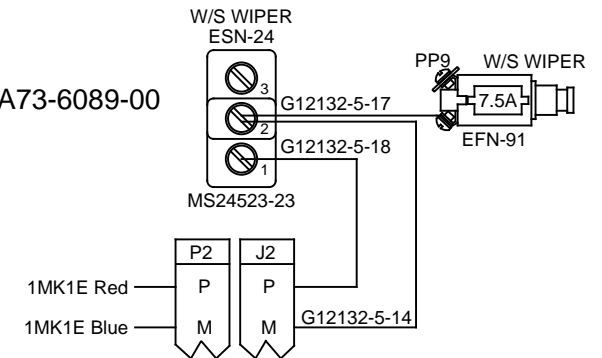 W/S WIPER
ESN-24
PP9 W/S WIPER
3
A73-6089-00
G12132-5-17
7.5A
2
EFN-91
G12132-5-18
1
MS24523-23
P2 J2
1MK1E Red P P
1MK1E Blue M M G12132-5-14